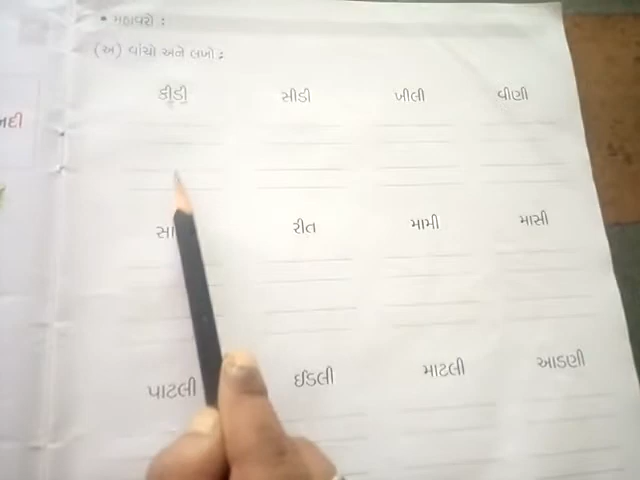 • મહાવરો :
(અ) વાંચો અને લખો :
કીડી સીડી ખીલી વીણી
રીત મામી માસી
પાટલી ઈડલી માટલી આડણી